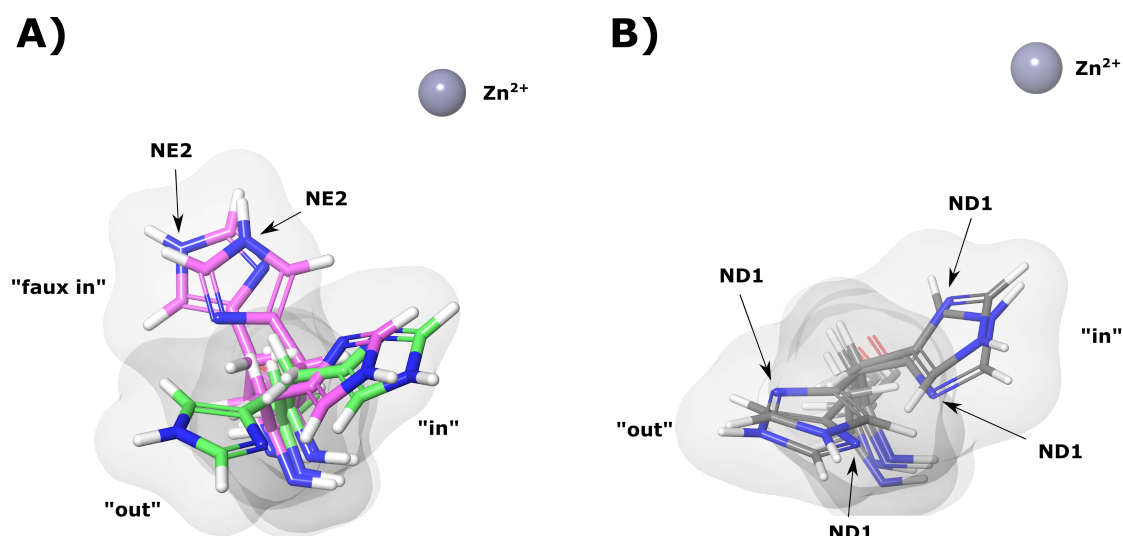 A)
Zn²⁺
NE2
NE2
"faux in"
"in"
"out"
B)
Zn²⁺
ND1
ND1
"in"
"out"
ND1
ND1